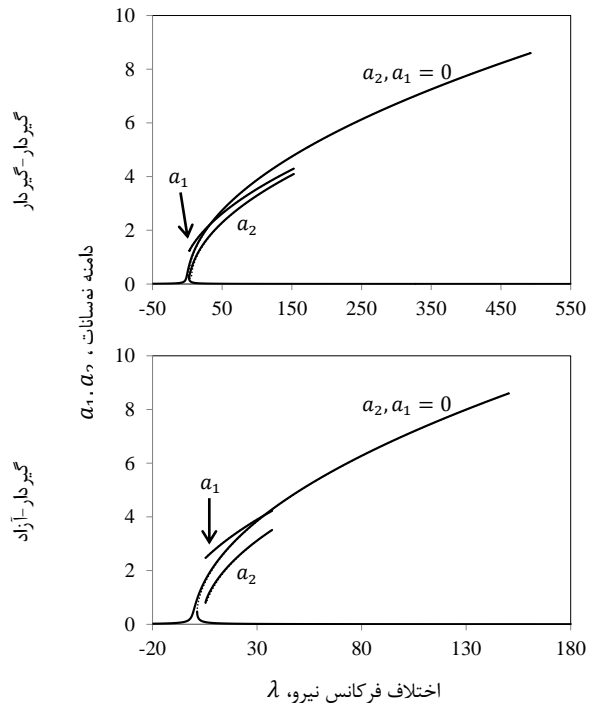 10
8
6
4
2
0
-50 50 150 250 350 450 550
a₂, a₁ = 0
a₁
a₂
گیردار-گیردار
دامنه نوسانات، a₁, a₂
10
8
6
4
2
0
-20 30 80 130 180
a₂, a₁ = 0
a₁
a₂
گیردار-آزاد
اختلاف فرکانس نیرو، λ